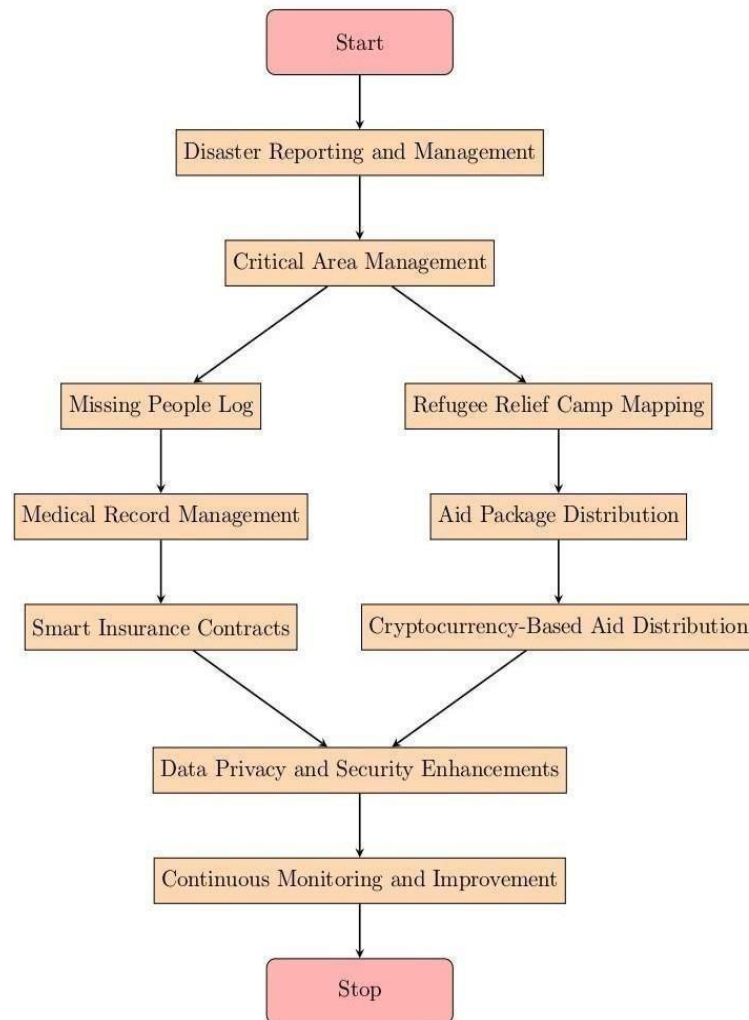 Start
Disaster Reporting and Management
Critical Area Management
Missing People Log
Refugee Relief Camp Mapping
Medical Record Management
Aid Package Distribution
Smart Insurance Contracts
Cryptocurrency-Based Aid Distribution
Data Privacy and Security Enhancements
Continuous Monitoring and Improvement
Stop